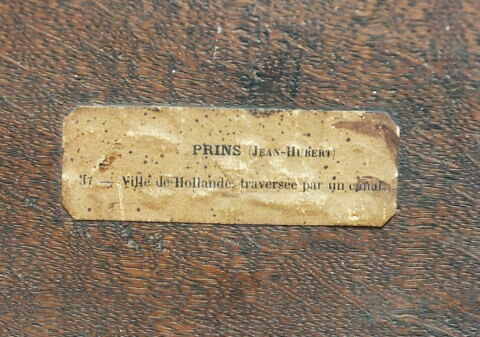 PRINS (JEAN-HUBERT)
37 — Ville de Hollande, traversée par un canal.